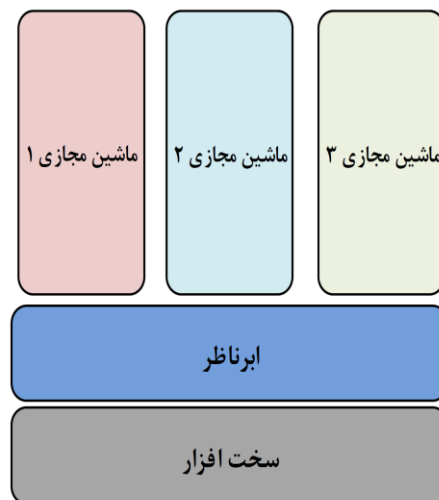 ماشین مجازی ۳
ماشین مجازی ۲
ماشین مجازی ۱
ابرناظر
سخت افزار